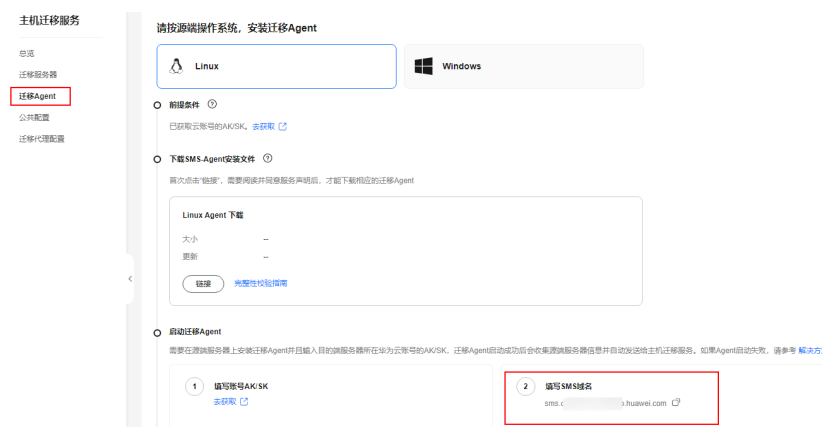 主机迁移服务
总览
迁移服务器
迁移Agent
公共配置
迁移代理配置
请按源端操作系统，安装迁移Agent
Linux
Windows
前提条件
已获取云账号的AK/SK。去获取
下载SMS-Agent安装文件
首次点击“链接”，需要阅读并同意服务声明后，才能下载相应的迁移Agent
Linux Agent 下载
大小 --
更新 --
链接 完整性校验指南
启动迁移Agent
需要在源端服务器上安装迁移Agent并且输入目的端服务器所在华为云账号的AK/SK，迁移Agent启动成功后会收集源端服务器信息并自动发送给主机迁移服务。如果Agent启动失败，请参考 解决方
1 填写账号AK/SK
去获取
2 填写SMS域名
sms.c .huawei.com